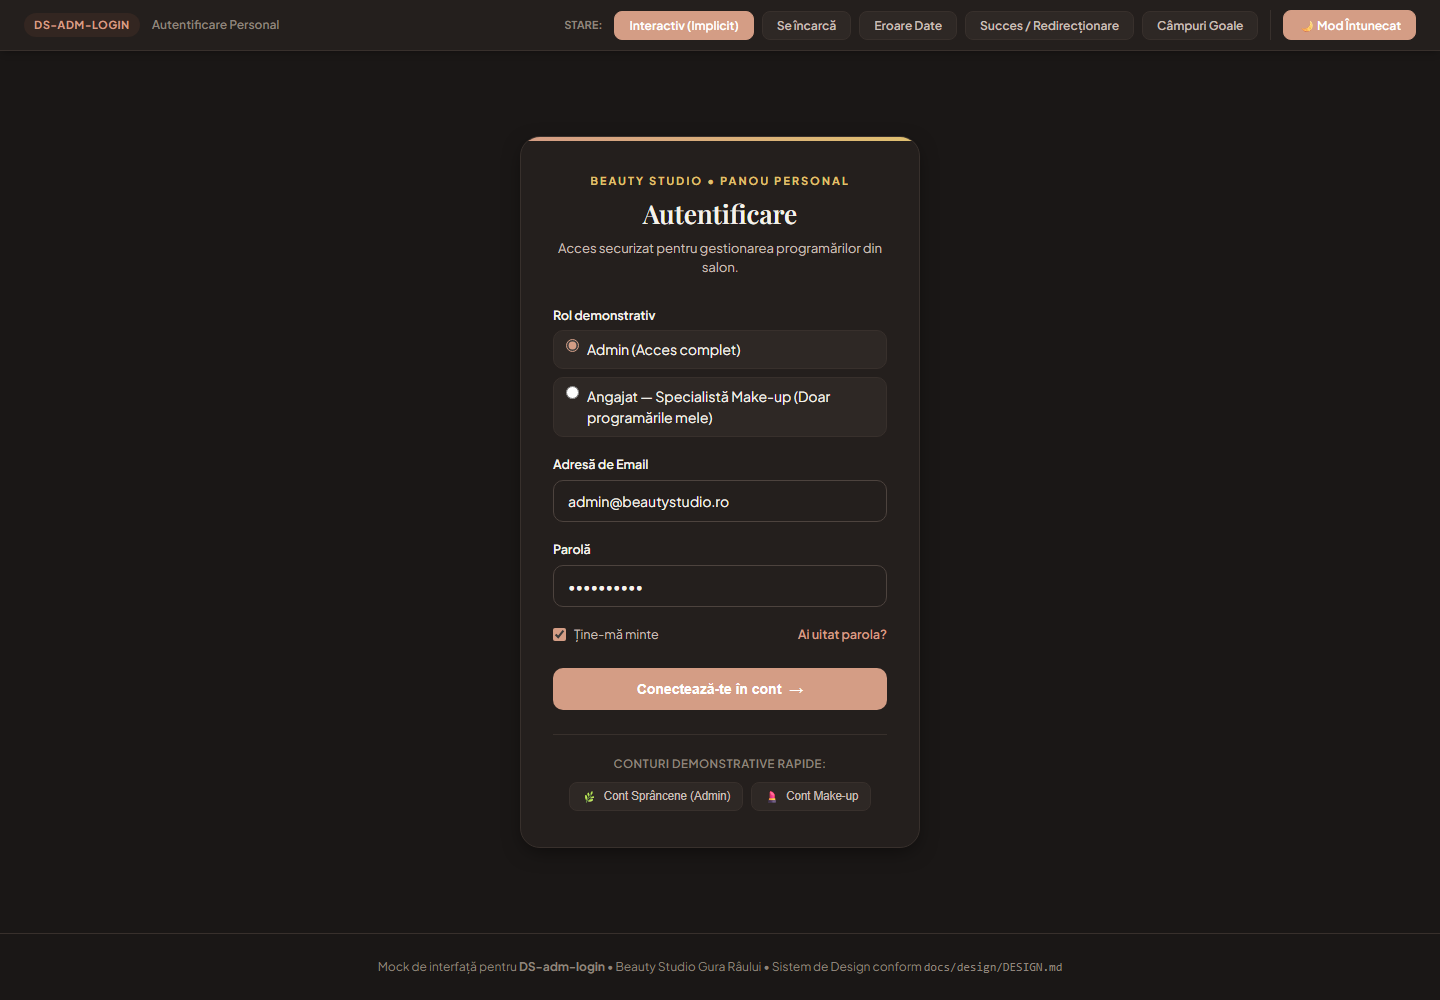 DS-ADM-LOGIN
Autentificare Personal
STARE:
Interactiv (Implicit)
Se încarcă
Eroare Date
Succes / Redirecționare
Câmpuri Goale
🌙 Mod Întunecat
BEAUTY STUDIO • PANOU PERSONAL
Autentificare
Acces securizat pentru gestionarea programărilor din
salon.
Rol demonstrativ
Admin (Acces complet)
Angajat — Specialistă Make-up (Doar
programările mele)
Adresă de Email
admin@beautystudio.ro
Parolă
••••••••••
Ține-mă minte
Ai uitat parola?
Conectează-te în cont →
CONTURI DEMONSTRATIVE RAPIDE:
🌿 Cont Sprâncene (Admin)
💄 Cont Make-up
Mock de interfață pentru DS-adm-login • Beauty Studio Gura Râului • Sistem de Design conform docs/design/DESIGN.md